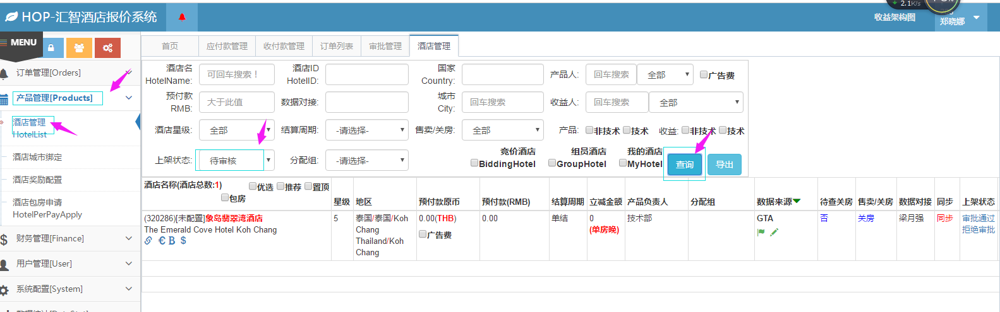 2.1K/s
HOP-汇智酒店报价系统
收益架构图
郑晓娜
MENU
首页
应付款管理
收付款管理
订单列表
审批管理
酒店管理
订单管理[Orders]
产品管理[Products]
酒店管理
HotelList
酒店城市绑定
酒店奖励配置
酒店包房申请
HotelPerPayApply
财务管理[Finance]
用户管理[User]
系统配置[System]
酒店名
HotelName:
可回车搜索！
酒店ID
HotelID:
国家
Country:
产品人:
回车搜索
全部
广告费
预付款
RMB:
大于此值
数据对接:
城市
City:
回车搜索
收益人:
回车搜索
全部
酒店星级:
全部
结算周期:
-请选择-
售卖/关房:
全部
产品:
非技术
技术
收益:
非技术
技术
上架状态:
待审核
分配组:
-请选择-
竞价酒店
BiddingHotel
组员酒店
GroupHotel
我的酒店
MyHotel
查询
导出
酒店名称(酒店总数:1)
优选
推荐
置顶
包房
星级
地区
预付款原币
预付款(RMB)
结算周期
立减金额
产品负责人
分配组
数据来源
待查关房
售卖/关房
数据对接
同步
上架状态
(320286)[未配置]象岛翡翠湾酒店
The Emerald Cove Hotel Koh Chang
5
泰国/泰国/Koh
Chang
Thailand/Koh
Chang
0.00(THB)
广告费
0.00
单结
0
(单房晚)
技术部
GTA
否
关房
梁月强
同步
审批通过
拒绝审批